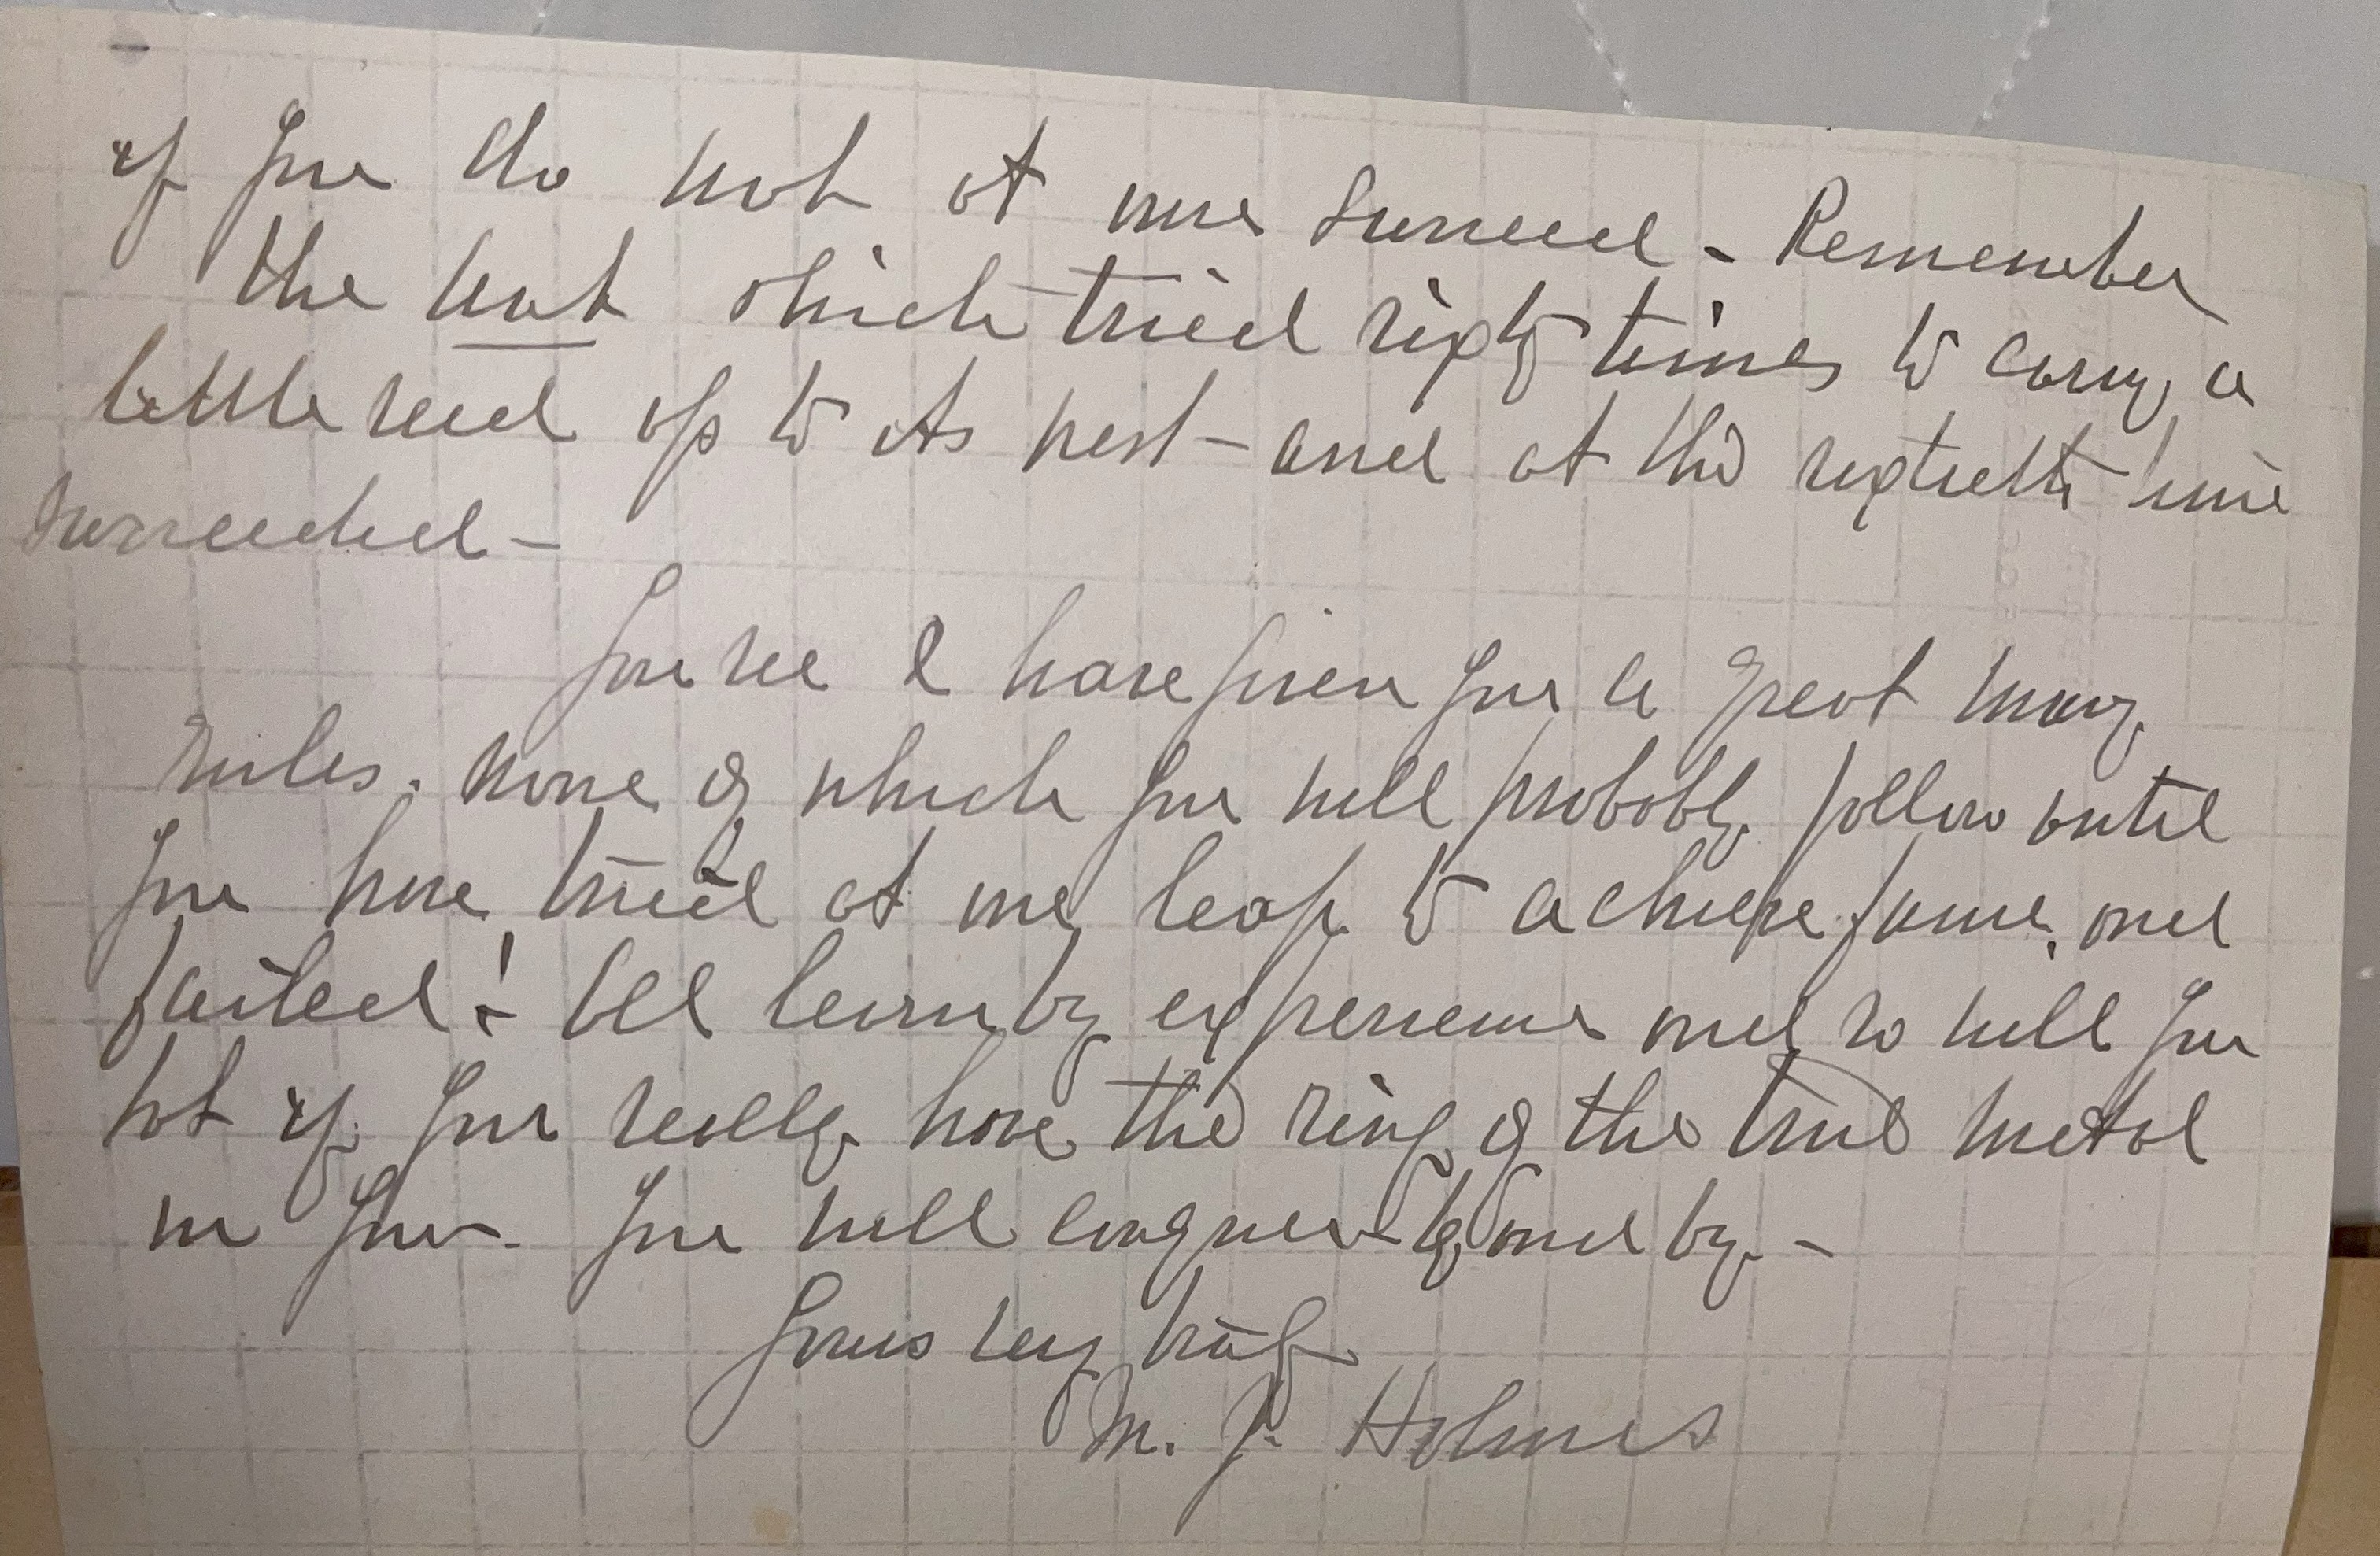 if you do not at once succeed - Remember
the ant which tried sixty times to carry a
little seed up to its nest - and at the sixtieth time
succeeded -
You see I have given you a great many
rules. none of which you will probably follow until
you have tried at one leap to achieve fame, and
failed! All learn by experience and so will you
but if you really have the ring of the true metal
in you - you will conquer by and by. -
Yours very truly
M. J. Holmes